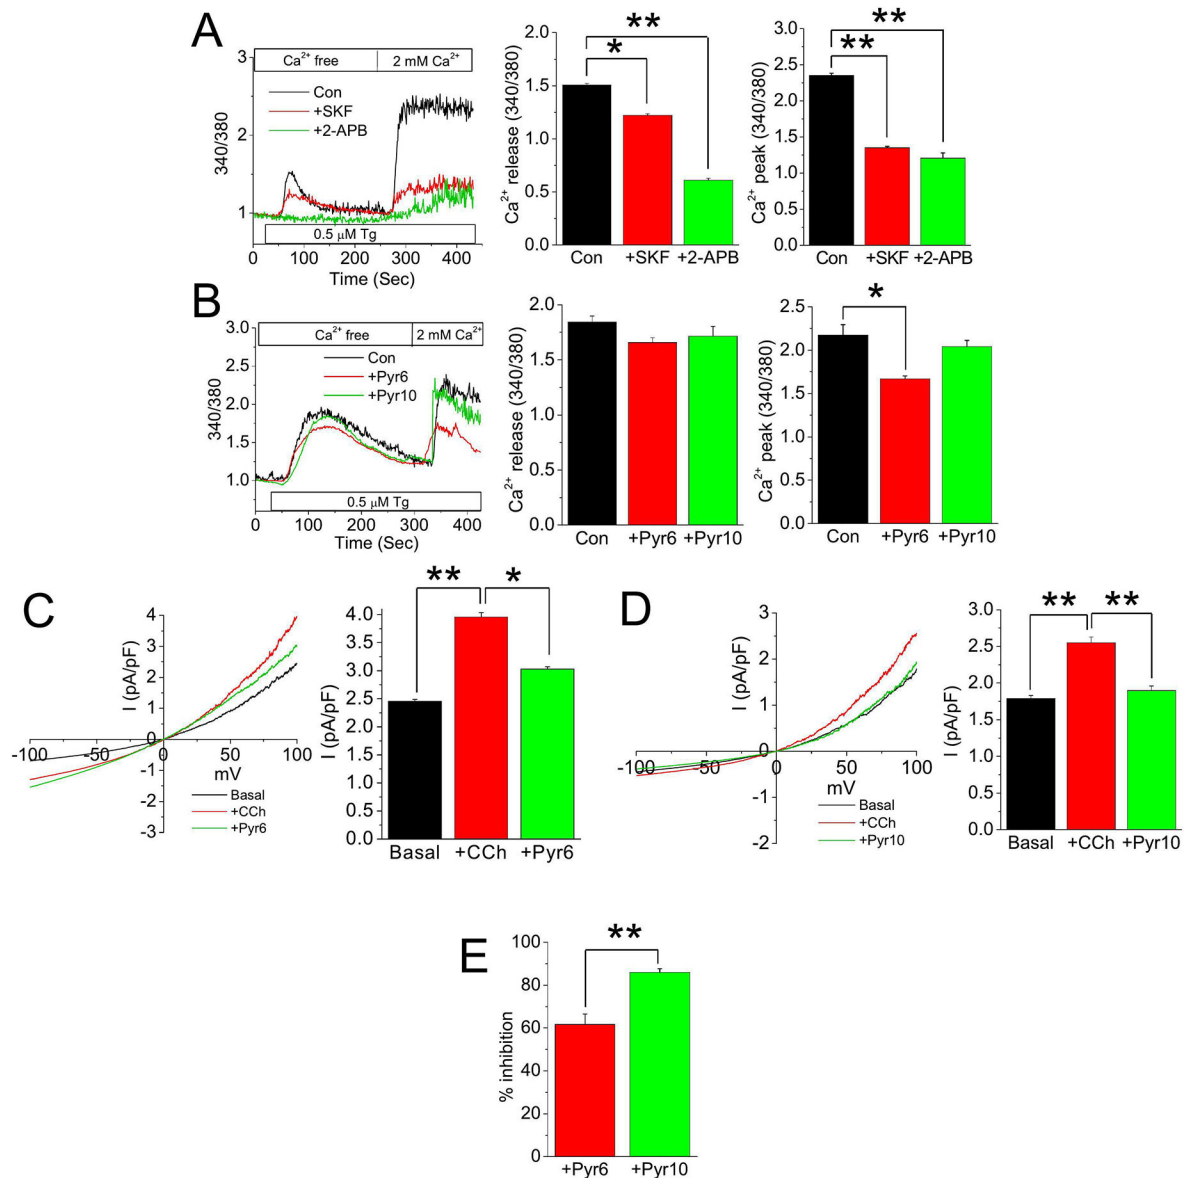 A
Ca2+ free
2 mM Ca2+
Con
+SKF
+2-APB
340/380
3
2
1
0.5 μM Tg
0 100 200 300 400
Time (Sec)
Ca2+ release (340/380)
2.0
1.5
1.0
0.5
0.0
*
**
Con +SKF +2-APB
Ca2+ peak (340/380)
3.0
2.5
2.0
1.5
1.0
0.5
0.0
**
**
Con +SKF +2-APB
B
Ca2+ free
2 mM Ca2+
Con
+Pyr6
+Pyr10
340/380
3.0
2.5
2.0
1.5
1.0
0.5 μM Tg
0 100 200 300 400
Time (Sec)
Ca2+ release (340/380)
2.0
1.5
1.0
0.5
0.0
Con +Pyr6 +Pyr10
Ca2+ peak (340/380)
2.5
2.0
1.5
1.0
0.5
0.0
*
Con +Pyr6 +Pyr10
C
I (pA/pF)
4
3
2
1
0
-1
-2
-3
-100 -50 0 50 100
mV
Basal
+CCh
+Pyr6
I (pA/pF)
4.0
3.5
3.0
2.5
2.0
1.5
1.0
0.5
0.0
** *
Basal +CCh +Pyr6
D
I (pA/pF)
3
2
1
0
-1
-2
-100 -50 0 50 100
mV
Basal
+CCh
+Pyr10
I (pA/pF)
3.0
2.5
2.0
1.5
1.0
0.5
0.0
** **
Basal +CCh +Pyr10
E
% inhibition
100
80
60
40
20
0
**
+Pyr6 +Pyr10